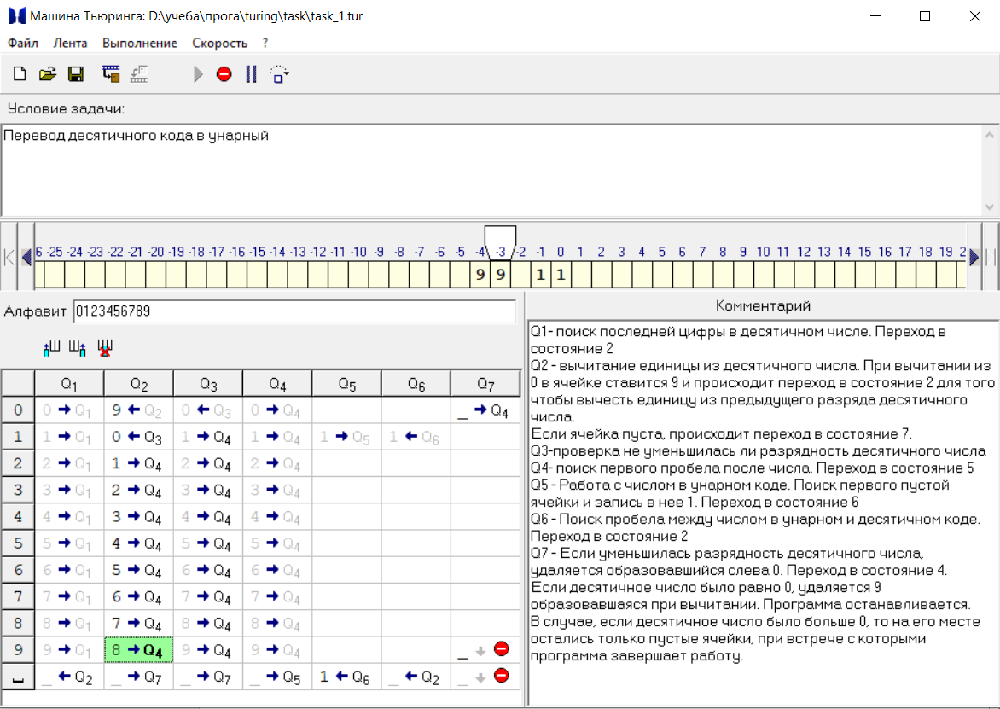 Машина Тьюринга: D:\учеба\прога\turing\task\task_1.tur
Файл Лента Выполнение Скорость ?
Условие задачи:
Перевод десятичного кода в унарный
6 -25 -24 -23 -22 -21 -20 -19 -18 -17 -16 -15 -14 -13 -12 -11 -10 -9 -8 -7 -6 -5 -4 -3 -2 -1 0 1 2 3 4 5 6 7 8 9 10 11 12 13 14 15 16 17 18 19 2
9 9 1 1
Алфавит 0123456789
Q1 Q2 Q3 Q4 Q5 Q6 Q7
0 0 → Q1 9 ← Q2 0 ← Q3 0 → Q4 _ → Q4
1 1 → Q1 0 ← Q3 1 → Q4 1 → Q4 1 → Q5 1 ← Q6
2 2 → Q1 1 → Q4 2 → Q4 2 → Q4
3 3 → Q1 2 → Q4 3 → Q4 3 → Q4
4 4 → Q1 3 → Q4 4 → Q4 4 → Q4
5 5 → Q1 4 → Q4 5 → Q4 5 → Q4
6 6 → Q1 5 → Q4 6 → Q4 6 → Q4
7 7 → Q1 6 → Q4 7 → Q4 7 → Q4
8 8 → Q1 7 → Q4 8 → Q4 8 → Q4
9 9 → Q1 8 → Q4 9 → Q4 9 → Q4 _ ↓
_ ← Q2 _ → Q7 _ → Q7 _ → Q5 1 ← Q6 _ ← Q2 _ ↓
Комментарий
Q1- поиск последней цифры в десятичном числе. Переход в
состояние 2
Q2 - вычитание единицы из десятичного числа. При вычитании из
0 в ячейке ставится 9 и происходит переход в состояние 2 для того
чтобы вычесть единицу из предыдущего разряда десятичного
числа.
Если ячейка пуста, происходит переход в состояние 7.
Q3-проверка не уменьшилась ли разрядность десятичного числа
Q4- поиск первого пробела после числа. Переход в состояние 5
Q5 - Работа с числом в унарном коде. Поиск первого пустой
ячейки и запись в нее 1. Переход в состояние 6
Q6 - Поиск пробела между числом в унарном и десятичном коде.
Переход в состояние 2
Q7 - Если уменьшилась разрядность десятичного числа,
удаляется образовавшийся слева 0. Переход в состояние 4.
Если десятичное число было равно 0, удаляется 9
образовавшаяся при вычитании. Программа останавливается.
В случае, если десятичное число было больше 0, то на его месте
остались только пустые ячейки, при встрече с которыми
программа завершает работу.